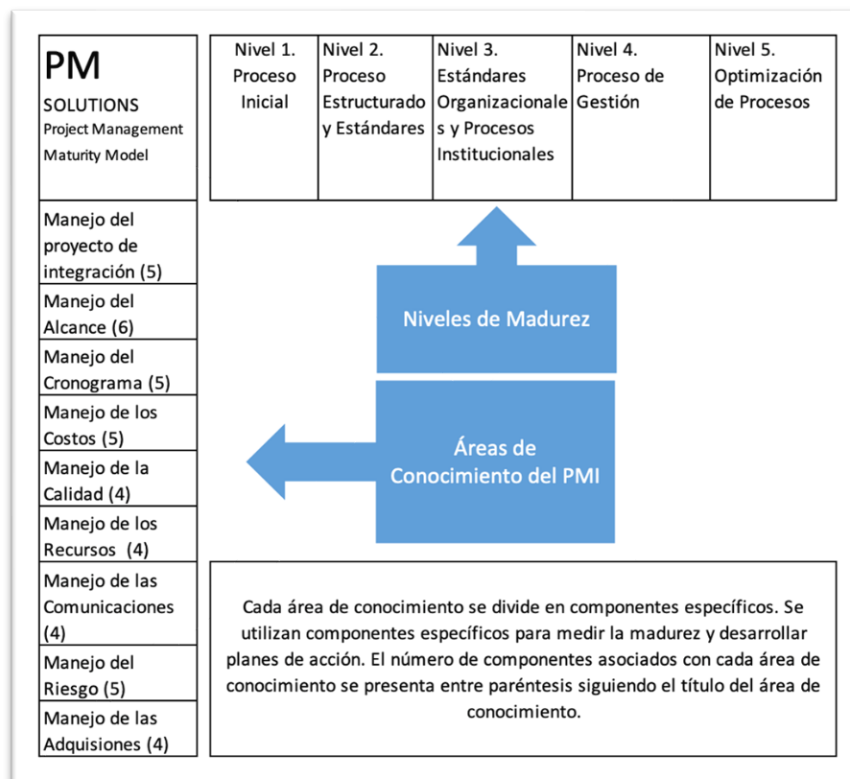 PM
SOLUTIONS
Project Management
Maturity Model
Nivel 1.
Proceso
Inicial
Nivel 2.
Proceso
Estructurado
y Estándares
Nivel 3.
Estándares
Organizacionale
s y Procesos
Institucionales
Nivel 4.
Proceso de
Gestión
Nivel 5.
Optimización
de Procesos
Manejo del
proyecto de
integración (5)
Manejo del
Alcance (6)
Manejo del
Cronograma (5)
Manejo de los
Costos (5)
Manejo de la
Calidad (4)
Manejo de los
Recursos (4)
Manejo de las
Comunicaciones
(4)
Manejo del
Riesgo (5)
Manejo de las
Adquisiones (4)
Niveles de Madurez
Áreas de
Conocimiento del PMI
Cada área de conocimiento se divide en componentes específicos. Se
utilizan componentes específicos para medir la madurez y desarrollar
planes de acción. El número de componentes asociados con cada área de
conocimiento se presenta entre paréntesis siguiendo el título del área de
conocimiento.